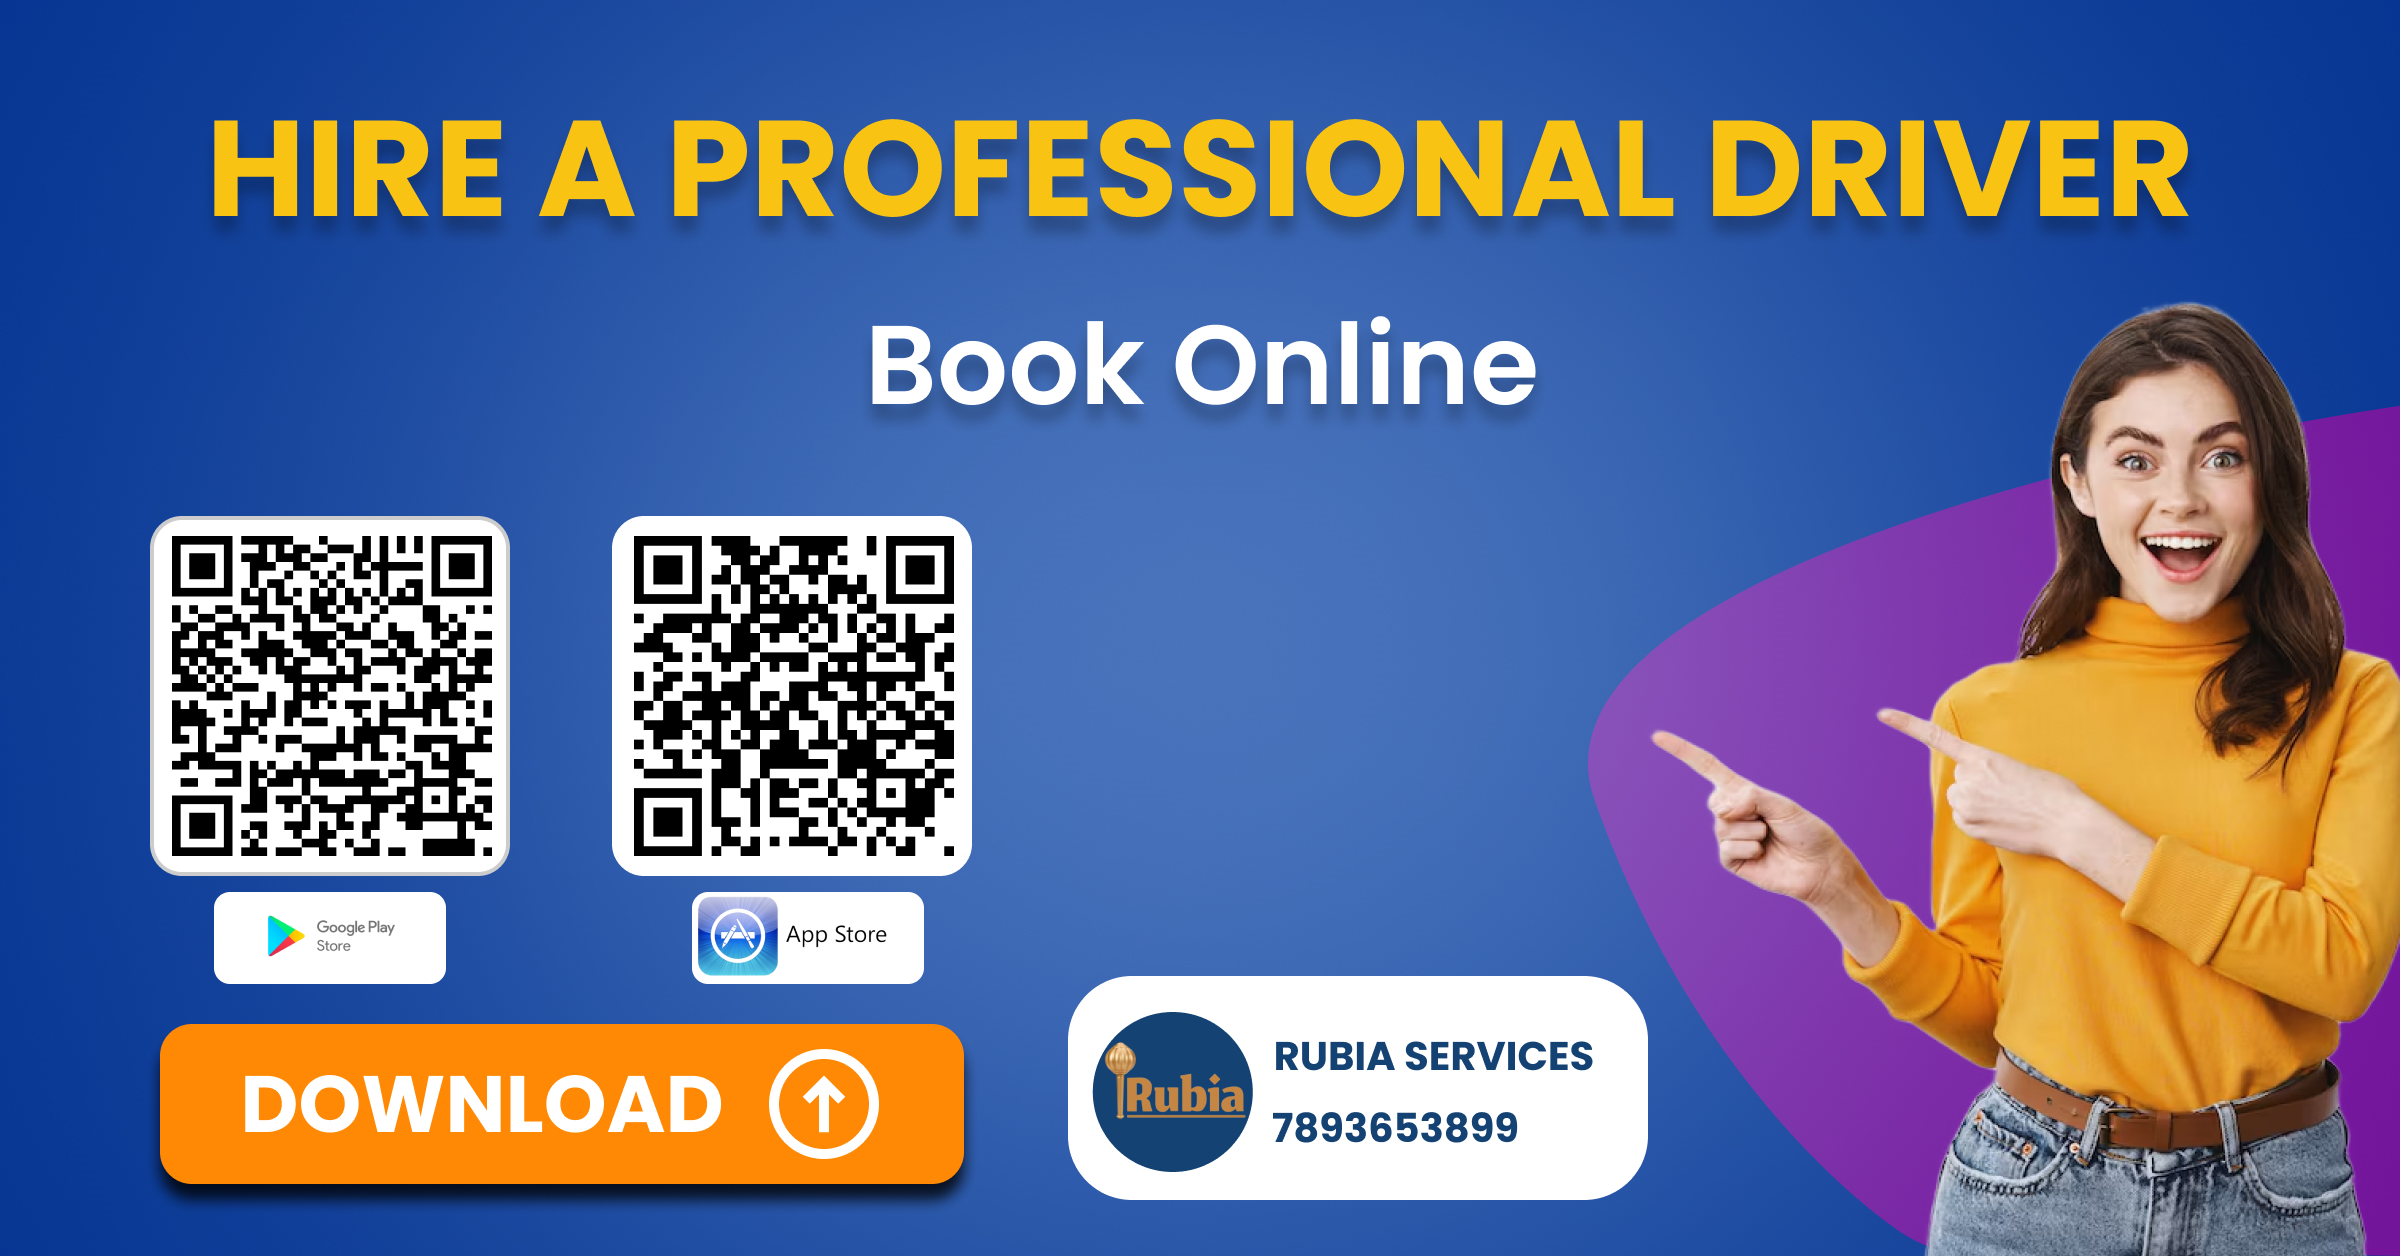 HIRE A PROFESSIONAL DRIVER
Book Online
Google Play
Store
App Store
DOWNLOAD
Rubia
RUBIA SERVICES
7893653899